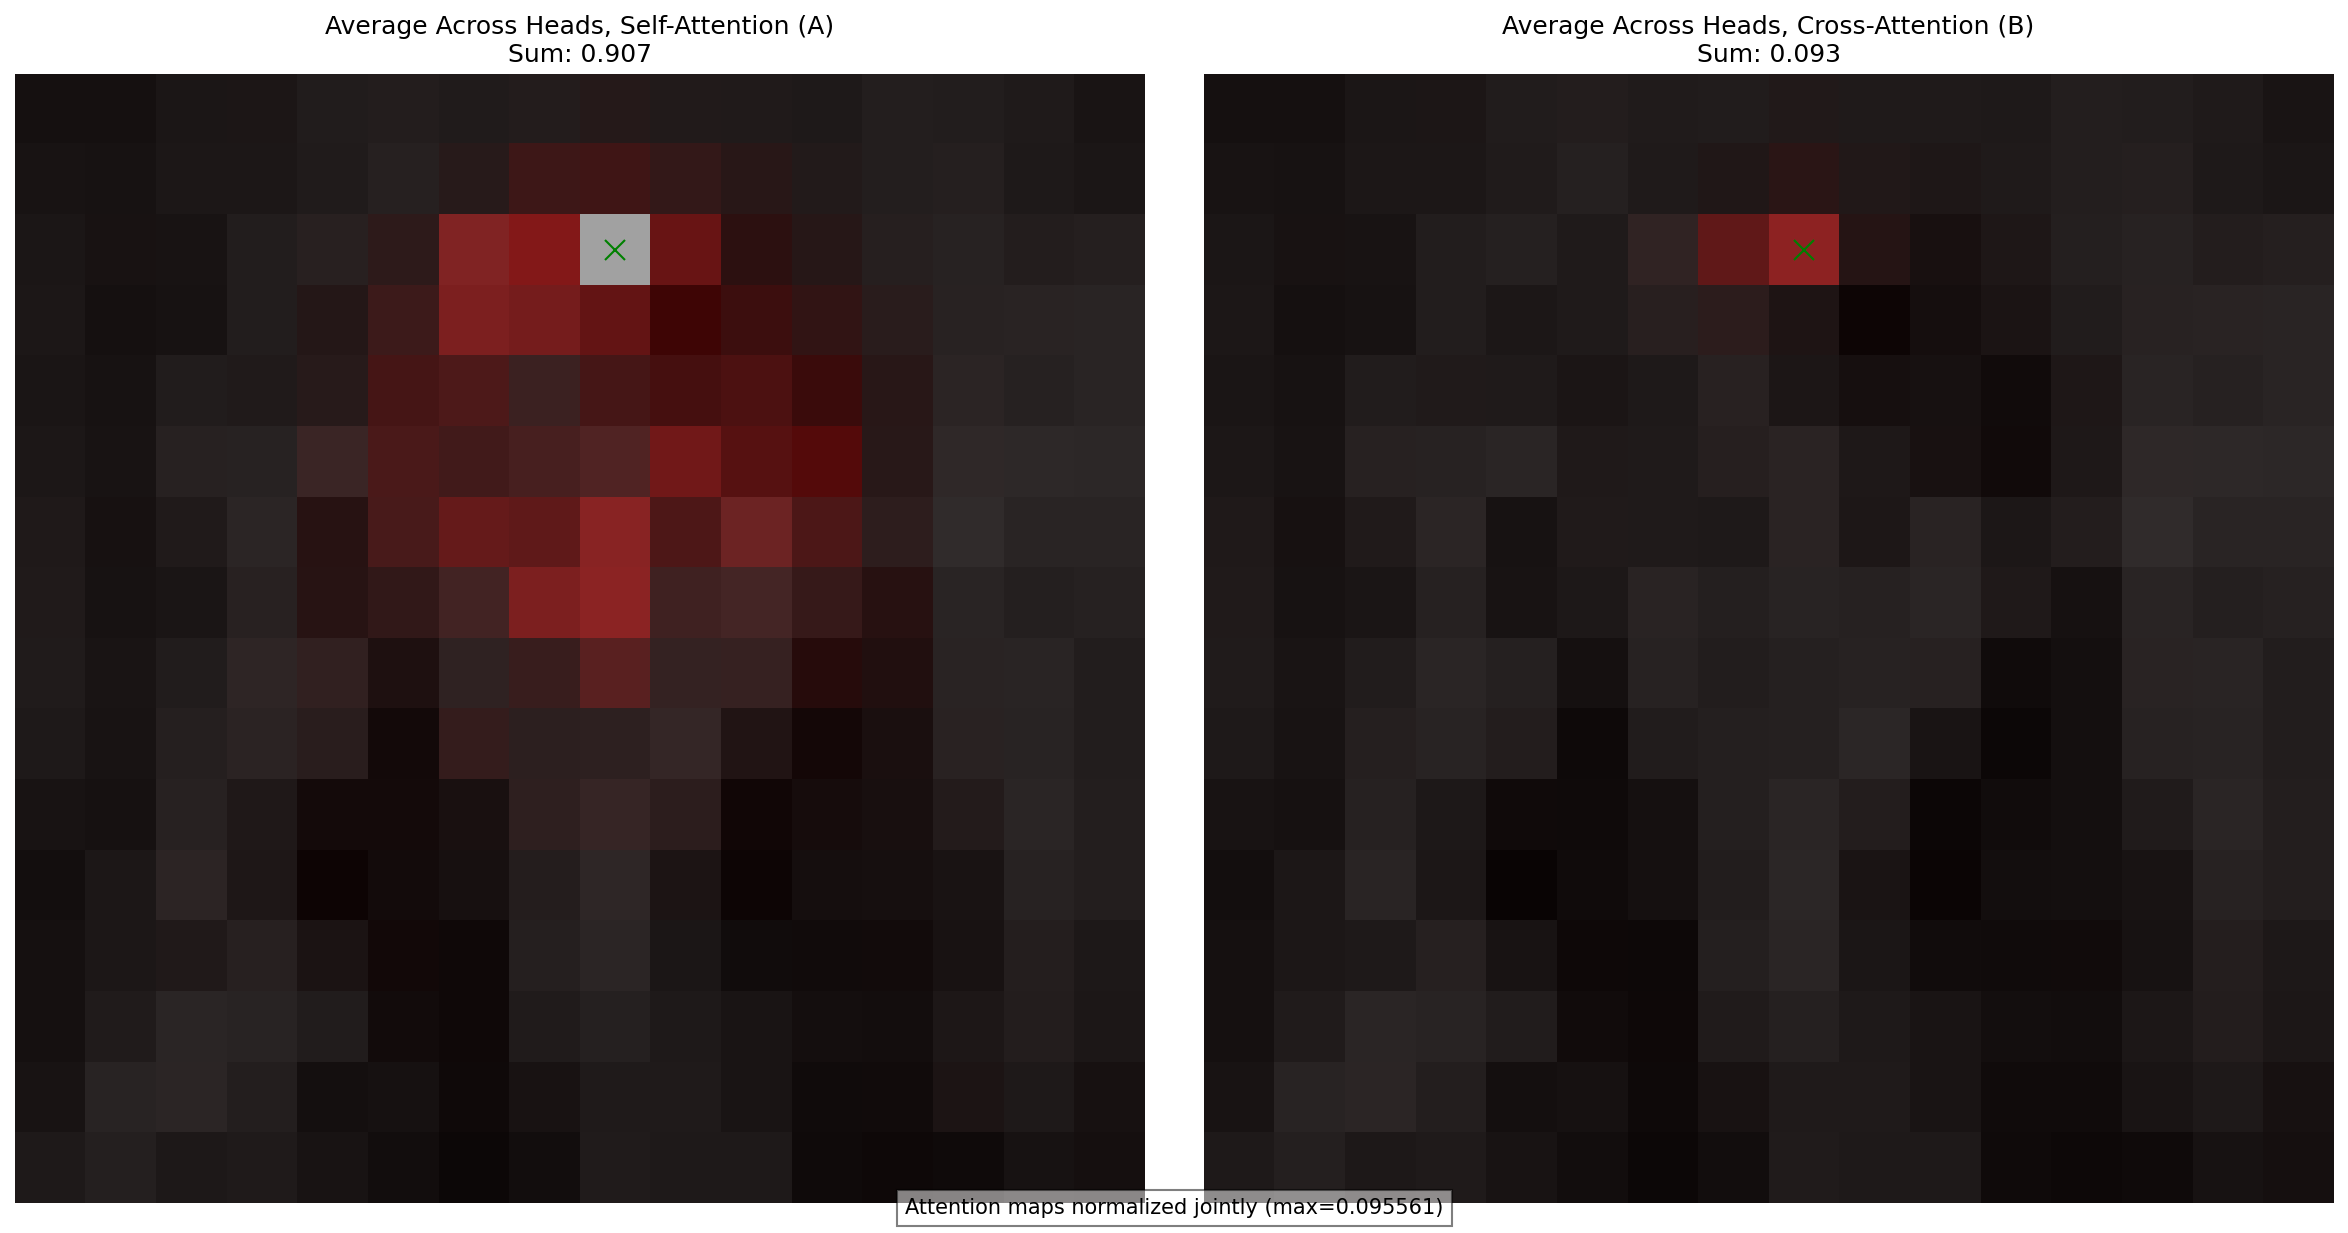 Average Across Heads, Self-Attention (A)
Sum: 0.907
Average Across Heads, Cross-Attention (B)
Sum: 0.093
Attention maps normalized jointly (max=0.095561)